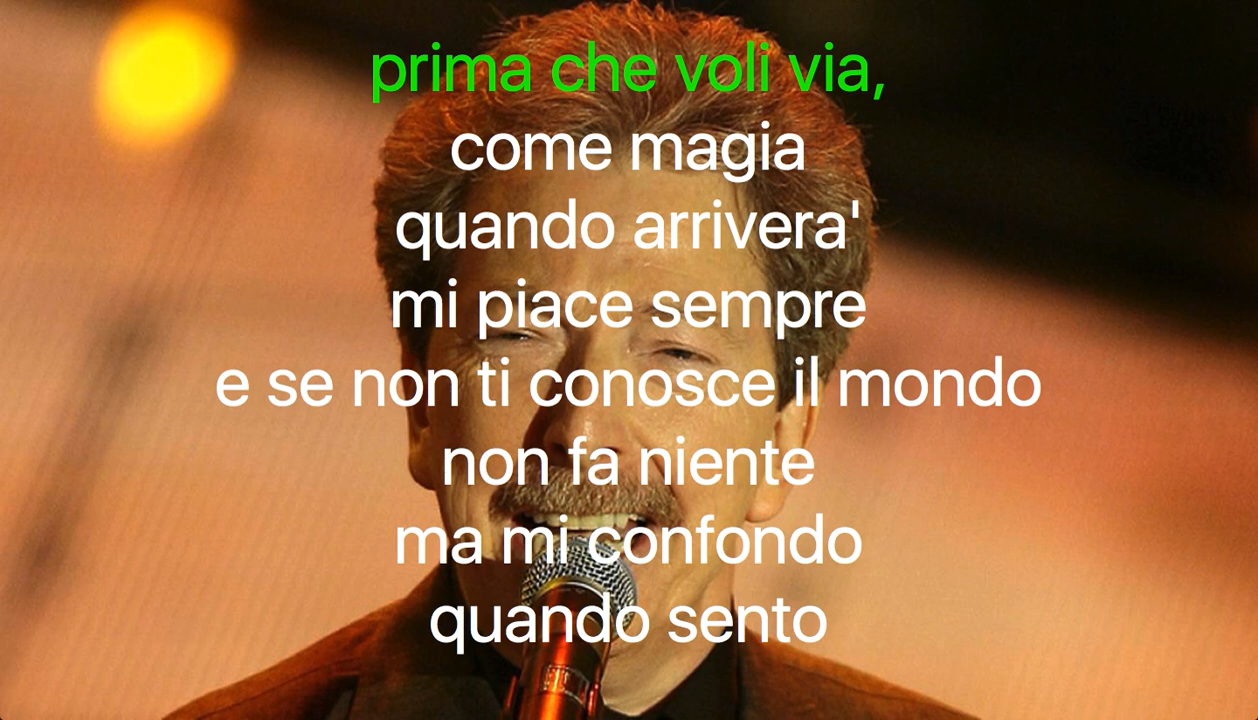 prima che voli via,
come magia
quando arrivera'
mi piace sempre
e se non ti conosce il mondo
non fa niente
ma mi confondo
quando sento